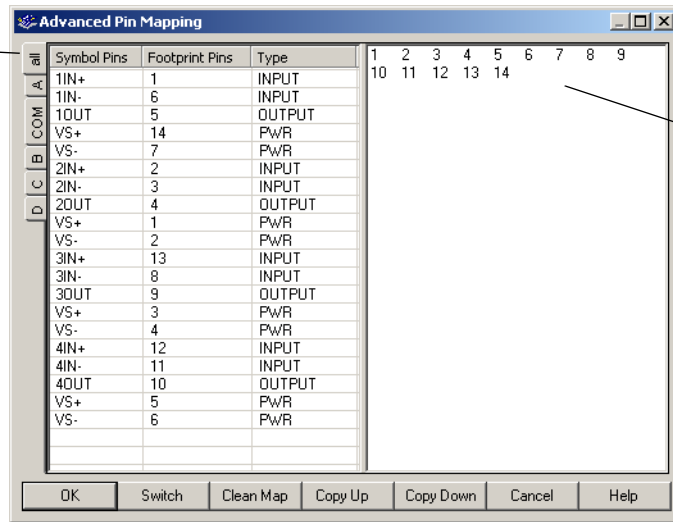 Advanced Pin Mapping
all
A
COM
B
C
D
Symbol Pins Footprint Pins Type
1IN+ 1 INPUT
1IN- 6 INPUT
1OUT 5 OUTPUT
VS+ 14 PWR
VS- 7 PWR
2IN+ 2 INPUT
2IN- 3 INPUT
2OUT 4 OUTPUT
VS+ 1 PWR
VS- 2 PWR
3IN+ 13 INPUT
3IN- 8 INPUT
3OUT 9 OUTPUT
VS+ 3 PWR
VS- 4 PWR
4IN+ 12 INPUT
4IN- 11 INPUT
4OUT 10 OUTPUT
VS+ 5 PWR
VS- 6 PWR
1 2 3 4 5 6 7 8 9
10 11 12 13 14
OK Switch Clean Map Copy Up Copy Down Cancel Help